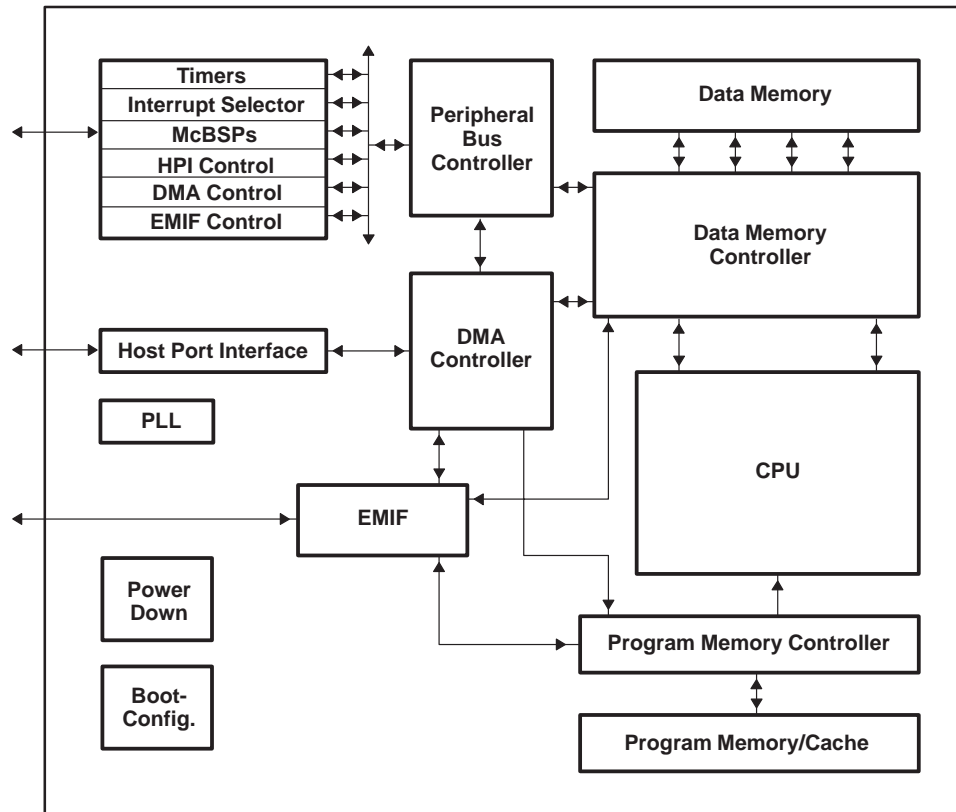 Timers
Interrupt Selector
McBSPs
HPI Control
DMA Control
EMIF Control
Peripheral
Bus
Controller
Data Memory
Data Memory
Controller
Host Port Interface
DMA
Controller
PLL
CPU
EMIF
Power
Down
Program Memory Controller
Boot-
Config.
Program Memory/Cache